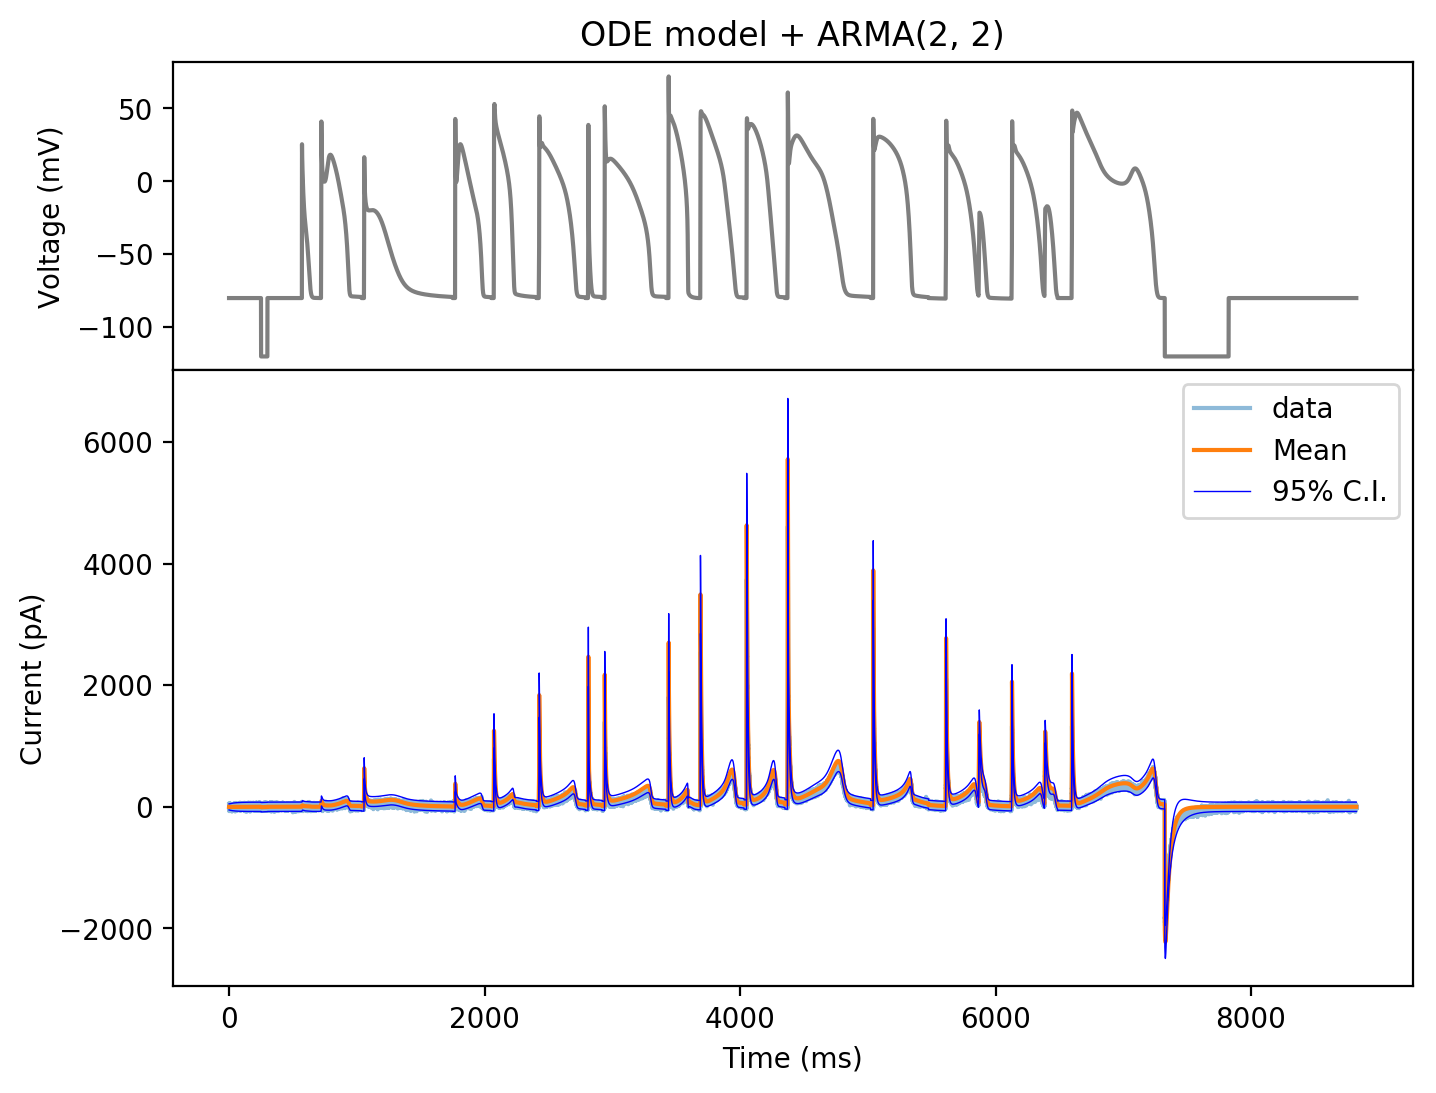 ODE model + ARMA(2, 2)
50
0
−50
−100
Voltage (mV)
data
Mean
95% C.I.
6000
4000
2000
0
−2000
Current (pA)
0 2000 4000 6000 8000
Time (ms)